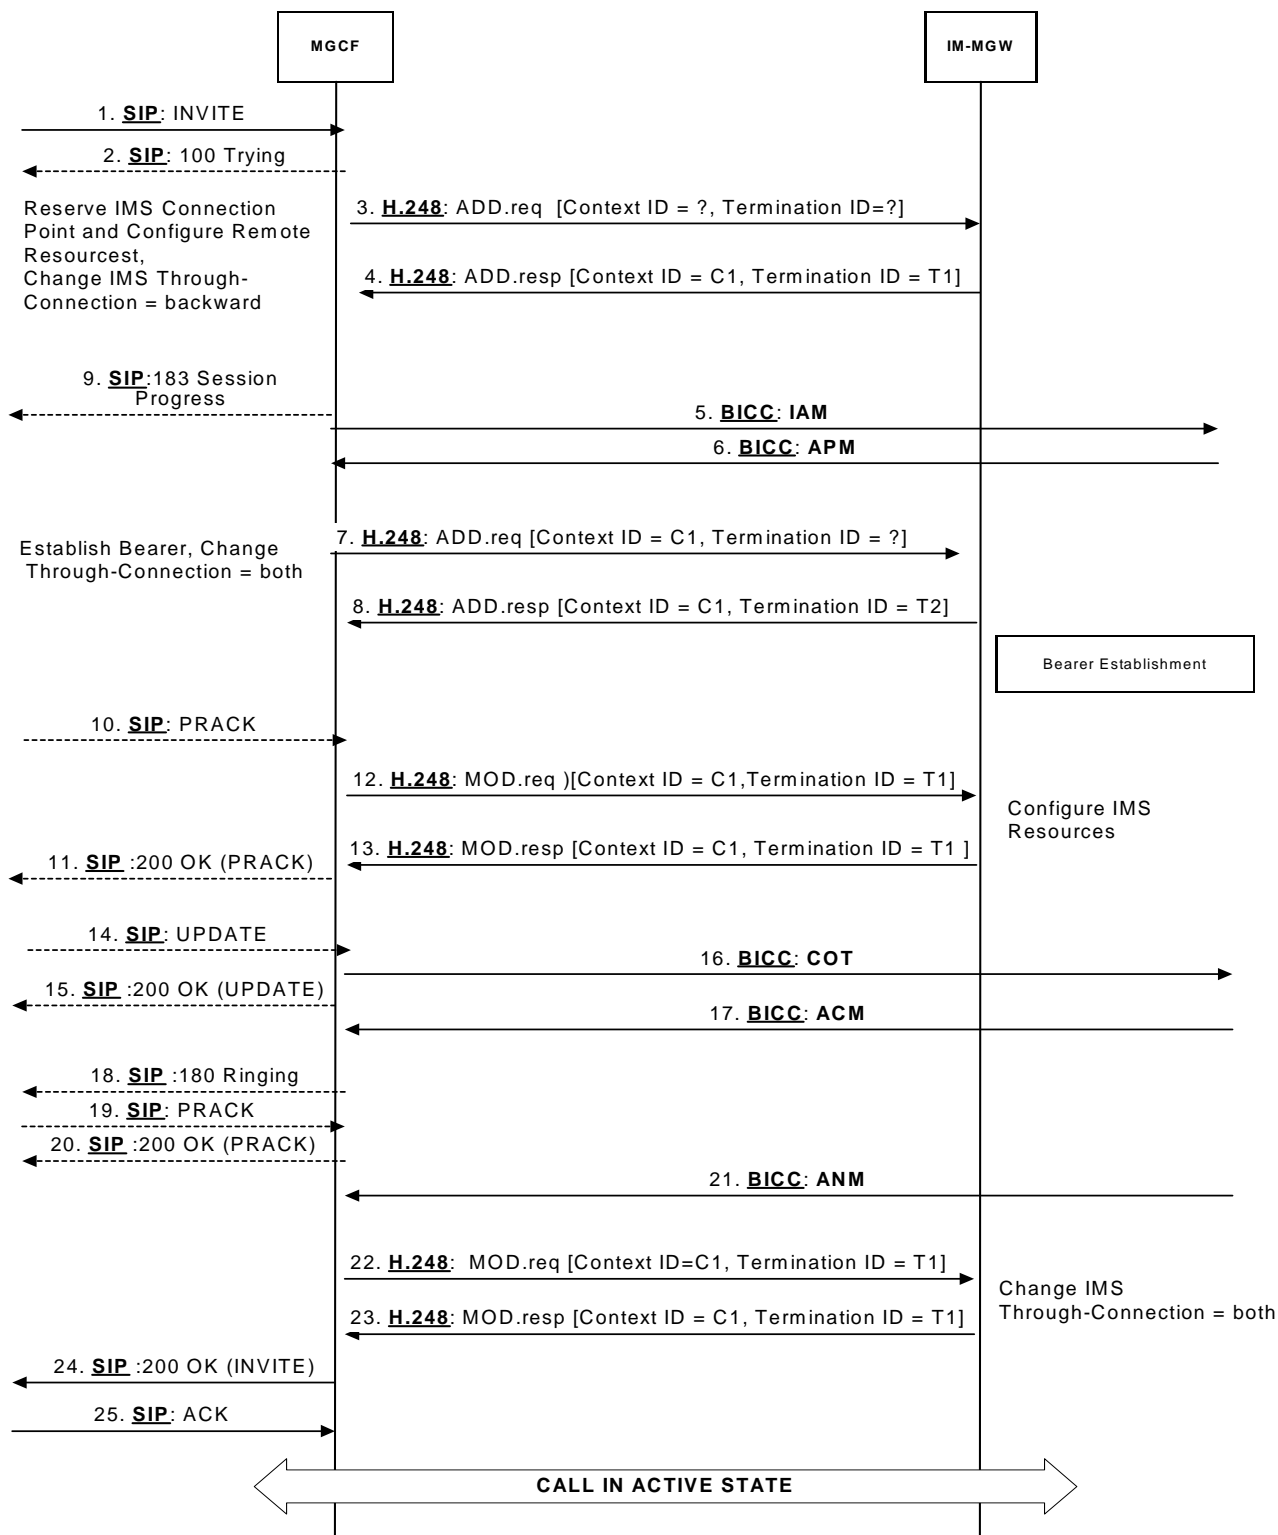 MGCF
IM-MGW
1. SIP: INVITE
2. SIP: 100 Trying
3. H.248: ADD.req [Context ID = ?, Termination ID=?]
Reserve IMS Connection
Point and Configure Remote
Resourcest,
Change IMS Through-
Connection = backward
4. H.248: ADD.resp [Context ID = C1, Termination ID = T1]
9. SIP:183 Session
Progress
5. BICC: IAM
6. BICC: APM
7. H.248: ADD.req [Context ID = C1, Termination ID = ?]
Establish Bearer, Change
Through-Connection = both
8. H.248: ADD.resp [Context ID = C1, Termination ID = T2]
Bearer Establishment
10. SIP: PRACK
12. H.248: MOD.req )[Context ID = C1,Termination ID = T1]
Configure IMS
Resources
13. H.248: MOD.resp [Context ID = C1, Termination ID = T1 ]
11. SIP :200 OK (PRACK)
14. SIP: UPDATE
16. BICC: COT
15. SIP :200 OK (UPDATE)
17. BICC: ACM
18. SIP :180 Ringing
19. SIP: PRACK
20. SIP :200 OK (PRACK)
21. BICC: ANM
22. H.248: MOD.req [Context ID=C1, Termination ID = T1]
Change IMS
Through-Connection = both
23. H.248: MOD.resp [Context ID = C1, Termination ID = T1]
24. SIP :200 OK (INVITE)
25. SIP: ACK
CALL IN ACTIVE STATE